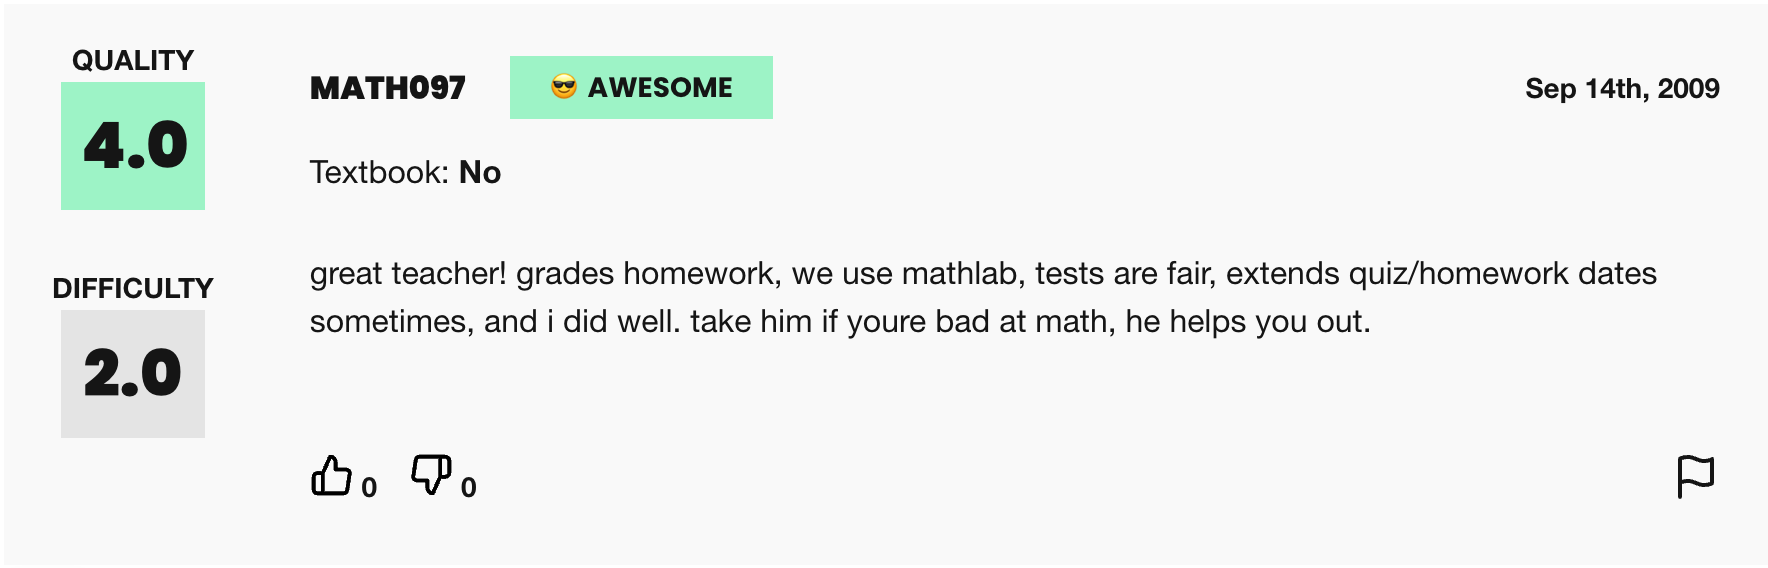 QUALITY
4.0
DIFFICULTY
2.0
MATH097
😎 AWESOME
Sep 14th, 2009
Textbook: No
great teacher! grades homework, we use mathlab, tests are fair, extends quiz/homework dates
sometimes, and i did well. take him if youre bad at math, he helps you out.
0
0